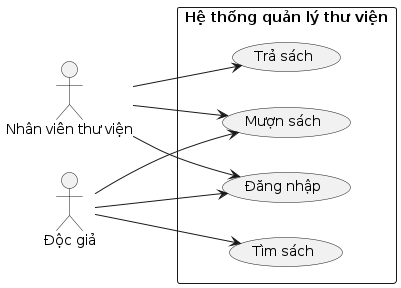 Hệ thống quản lý thư viện
Trả sách
Mượn sách
Nhân viên thư viện
Đăng nhập
Độc giả
Tìm sách